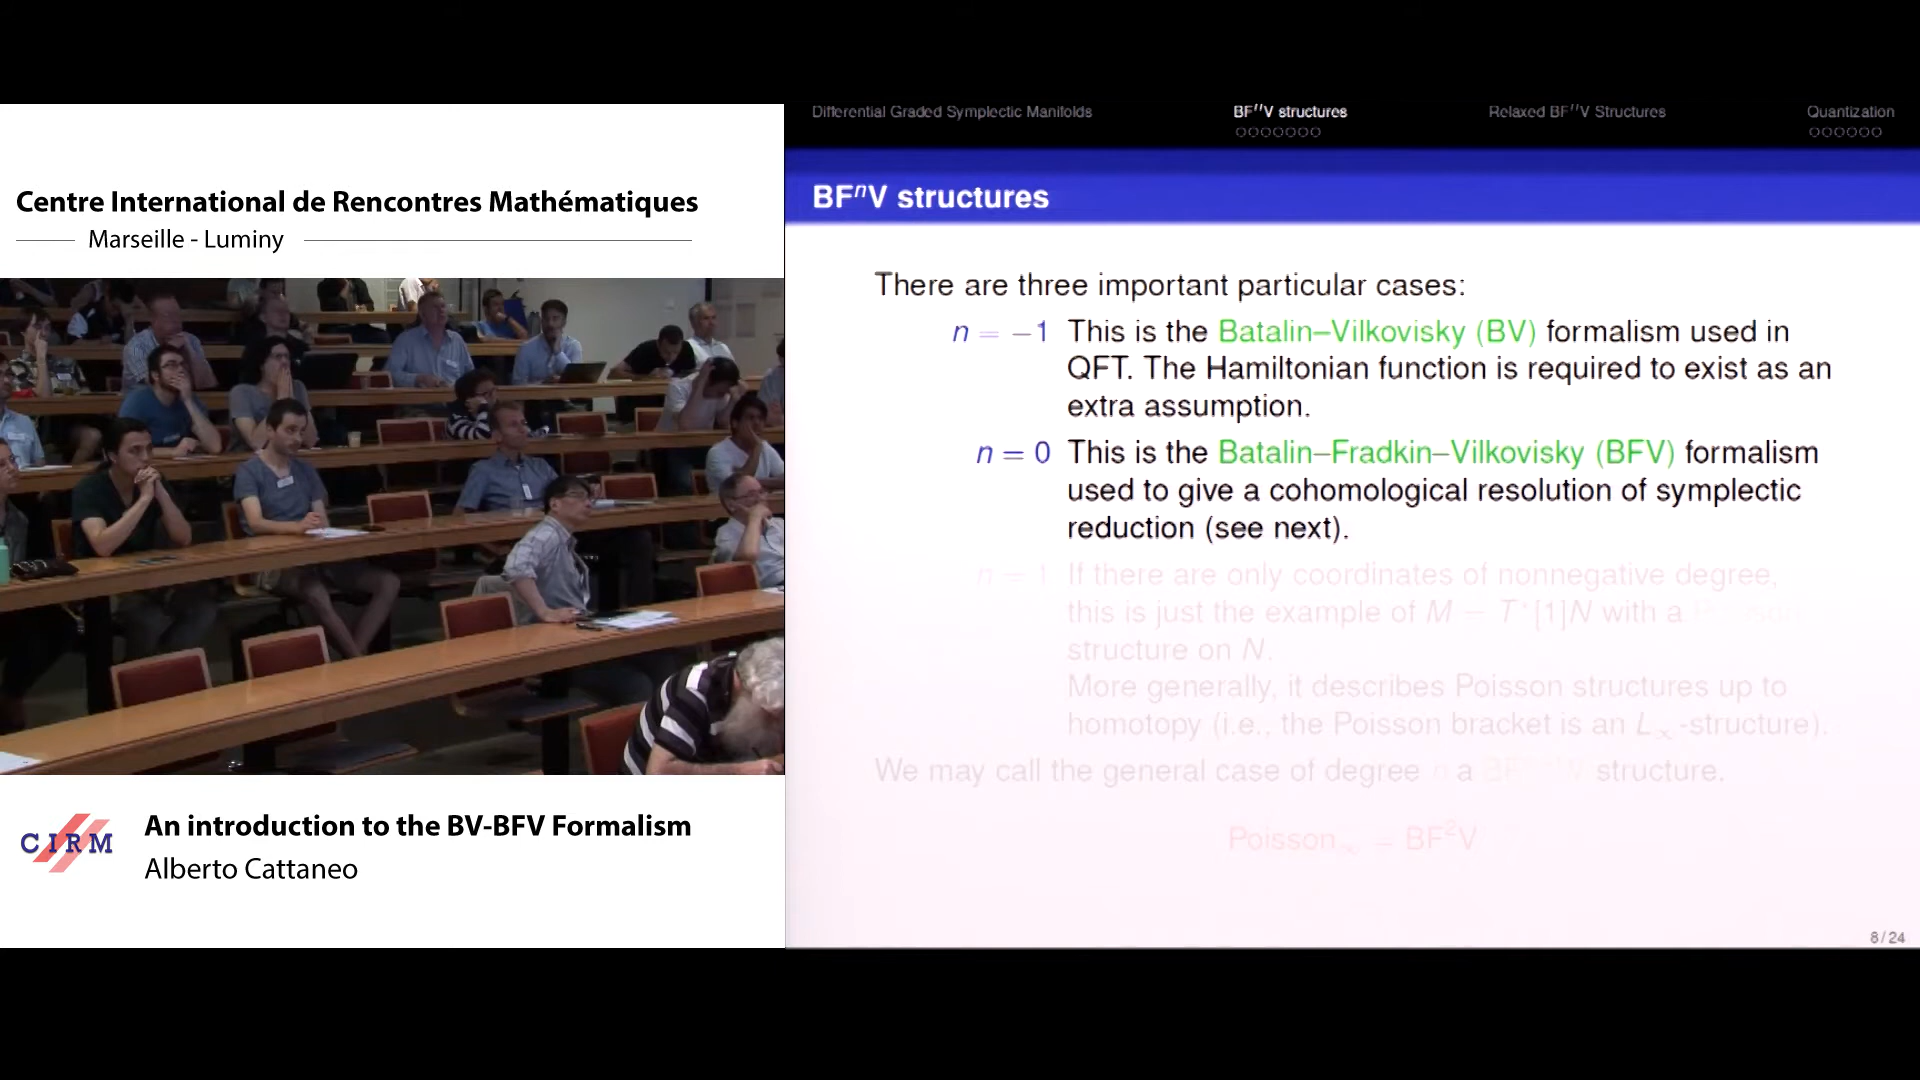 Differential Graded Symplectic Manifolds
BFⁿV structures
Relaxed BFⁿV Structures
Quantization
Centre International de Rencontres Mathématiques
Marseille - Luminy
CIRM
An introduction to the BV-BFV Formalism
Alberto Cattaneo
BFⁿV structures
There are three important particular cases:
n = −1 This is the Batalin–Vilkovisky (BV) formalism used in
QFT. The Hamiltonian function is required to exist as an
extra assumption.
n = 0 This is the Batalin–Fradkin–Vilkovisky (BFV) formalism
used to give a cohomological resolution of symplectic
reduction (see next).
n = 1 If there are only coordinates of nonnegative degree,
this is just the example of M = T*[1]N with a Poisson
structure on N.
More generally, it describes Poisson structures up to
homotopy (i.e., the Poisson bracket is an L∞-structure).
We may call the general case of degree n a structure.
Poisson∞ = BF²V
8/24